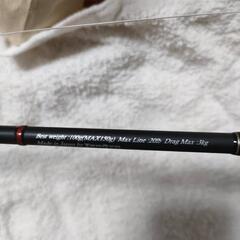 Best weight :100g(MAX150g) Max Line :20lb Drag Max :3kg
Made in Japan by